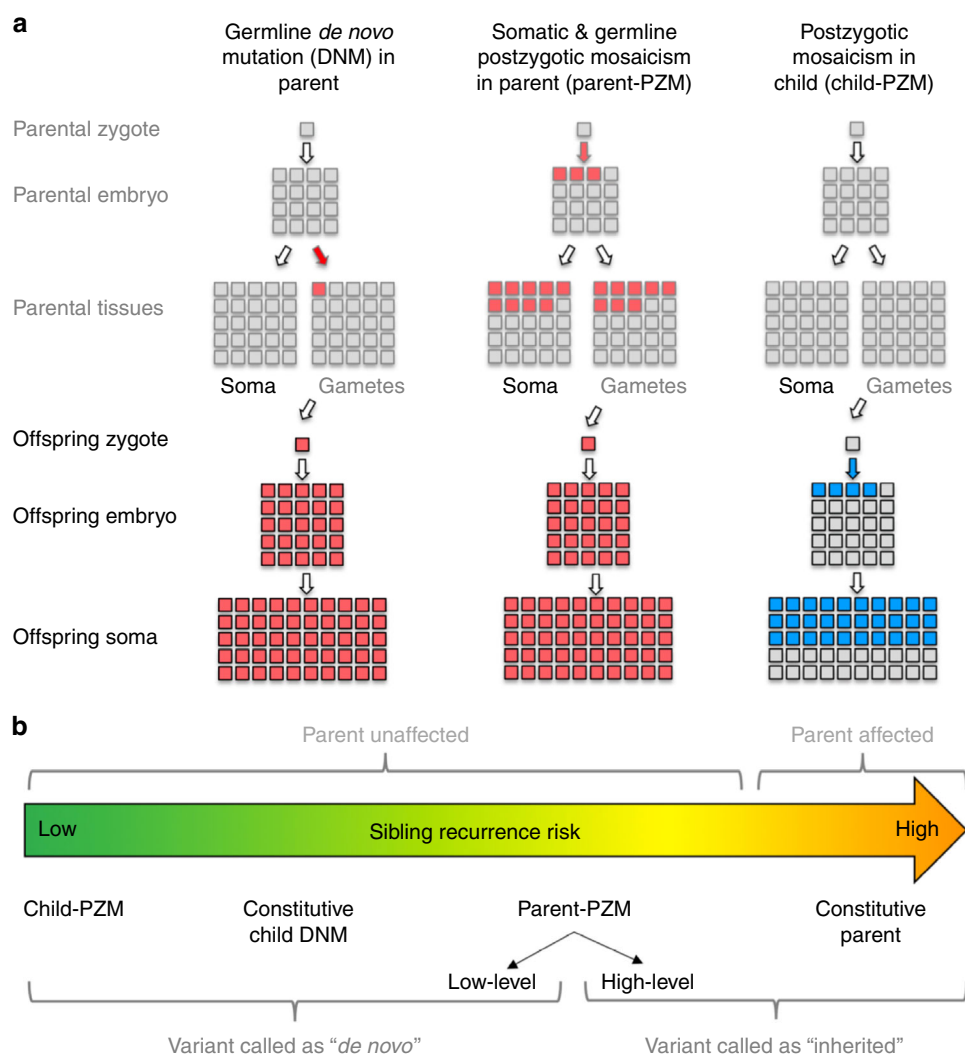 a
Germline de novo
mutation (DNM) in
parent
Somatic & germline
postzygotic mosaicism
in parent (parent-PZM)
Postzygotic
mosaicism in
child (child-PZM)
Parental zygote
Parental embryo
Parental tissues
Soma
Gametes
Soma
Gametes
Soma
Gametes
Offspring zygote
Offspring embryo
Offspring soma
b
Parent unaffected
Parent affected
Low
Sibling recurrence risk
High
Child-PZM
Constitutive
child DNM
Parent-PZM
Constitutive
parent
Low-level
High-level
Variant called as “de novo”
Variant called as “inherited”